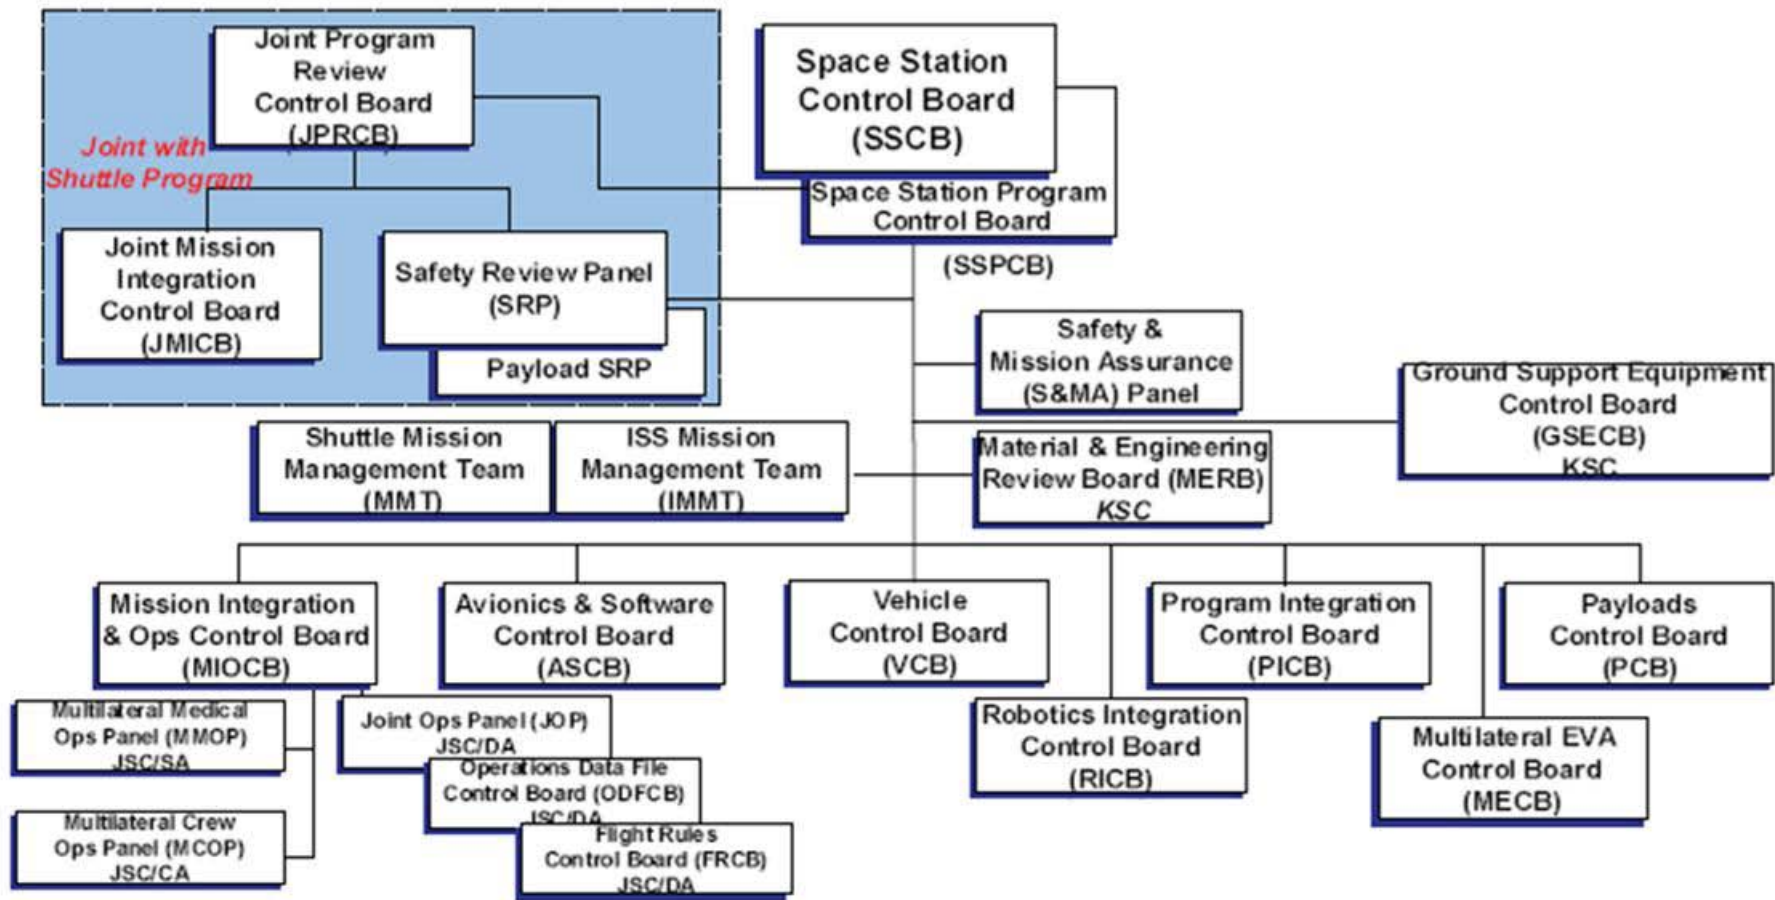 Joint Program
Review
Control Board
(JPRCB)
Joint with
Shuttle Program
Joint Mission
Integration
Control Board
(JMICB)
Safety Review Panel
(SRP)
Payload SRP
Space Station
Control Board
(SSCB)
Space Station Program
Control Board
(SSPCB)
Safety &
Mission Assurance
(S&MA) Panel
Ground Support Equipment
Control Board
(GSECB)
KSC
Shuttle Mission
Management Team
(MMT)
ISS Mission
Management Team
(IMMT)
Material & Engineering
Review Board (MERB)
KSC
Mission Integration
& Ops Control Board
(MIOCB)
Avionics & Software
Control Board
(ASCB)
Vehicle
Control Board
(VCB)
Program Integration
Control Board
(PICB)
Payloads
Control Board
(PCB)
Multilateral Medical
Ops Panel (MMOP)
JSC/SA
Joint Ops Panel (JOP)
JSC/DA
Operations Data File
Control Board (ODFCB)
JSC/DA
Flight Rules
Control Board (FRCB)
JSC/DA
Multilateral Crew
Ops Panel (MCOP)
JSC/CA
Robotics Integration
Control Board
(RICB)
Multilateral EVA
Control Board
(MECB)